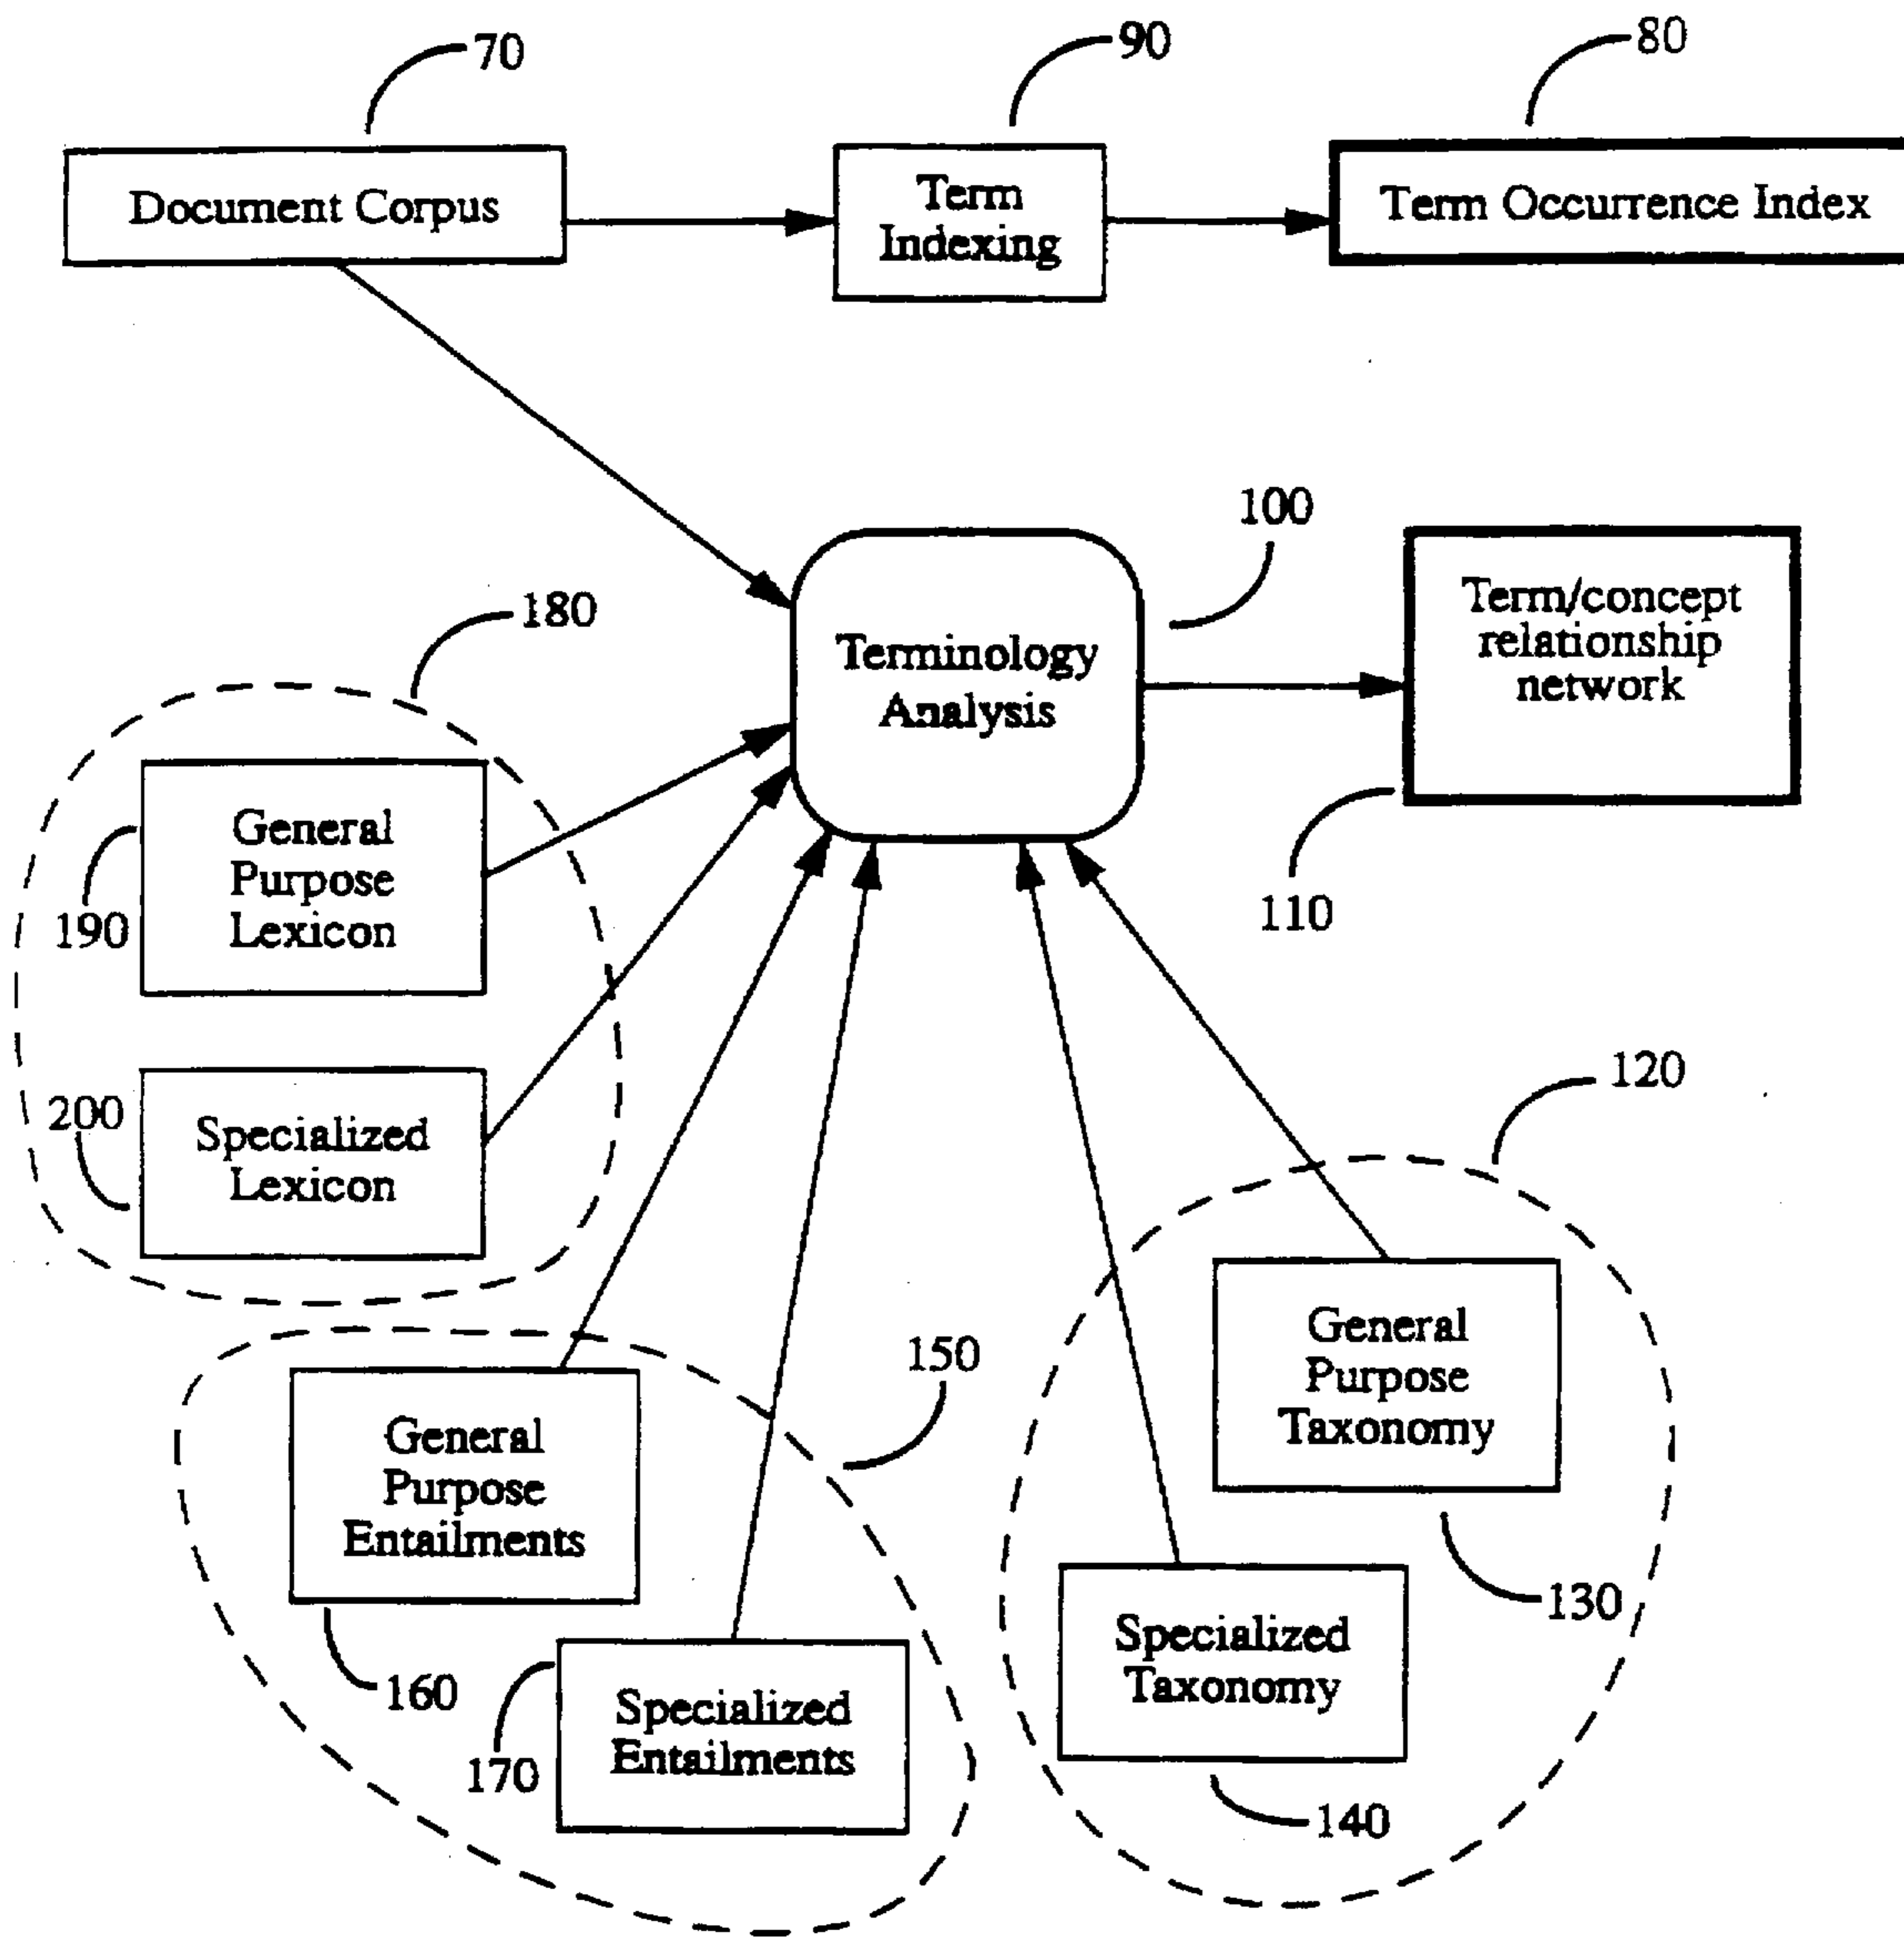 70
90
80
Document Corpus
Term
Indexing
Term Occurrence Index
100
Terminology
Analysis
Term/concept
relationship
network
110
180
190
General
Purpose
Lexicon
200
Specialized
Lexicon
120
General
Purpose
Taxonomy
130
Specialized
Taxonomy
140
150
General
Purpose
Entailments
160
170
Specialized
Entailments